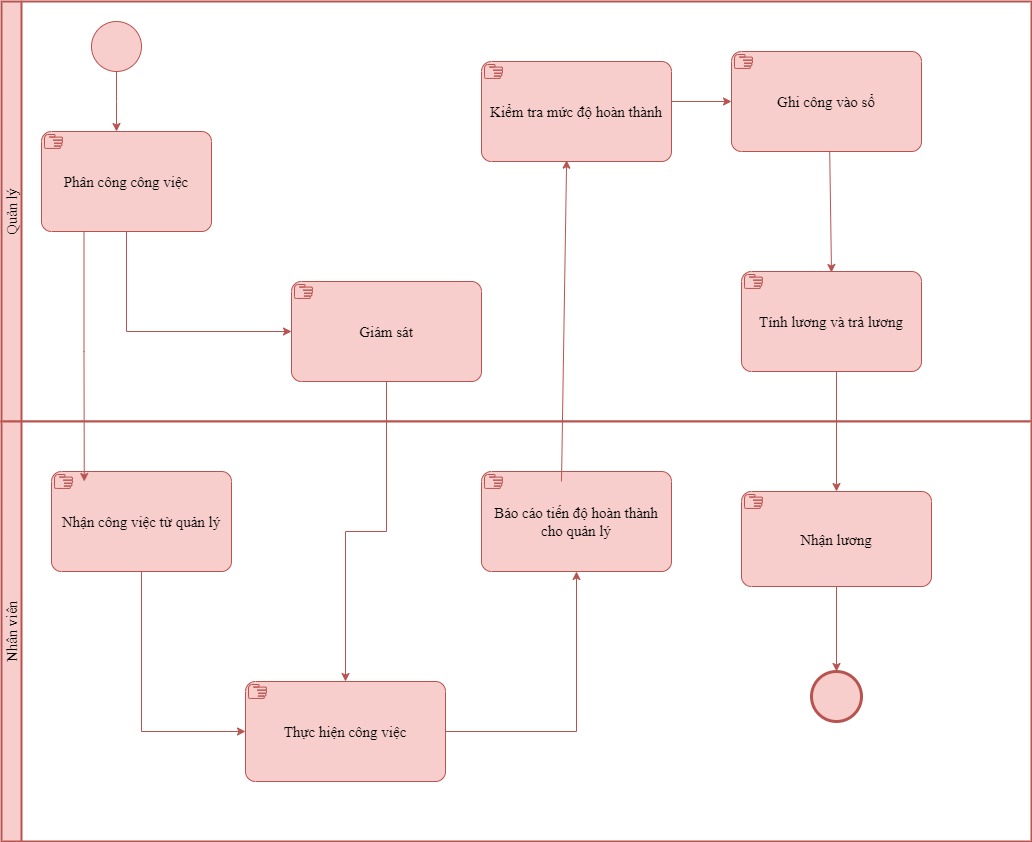 Quản lý
Phân công công việc
Giám sát
Kiểm tra mức độ hoàn thành
Ghi công vào sổ
Tính lương và trả lương
Nhân viên
Nhận công việc từ quản lý
Thực hiện công việc
Báo cáo tiến độ hoàn thành
cho quản lý
Nhận lương